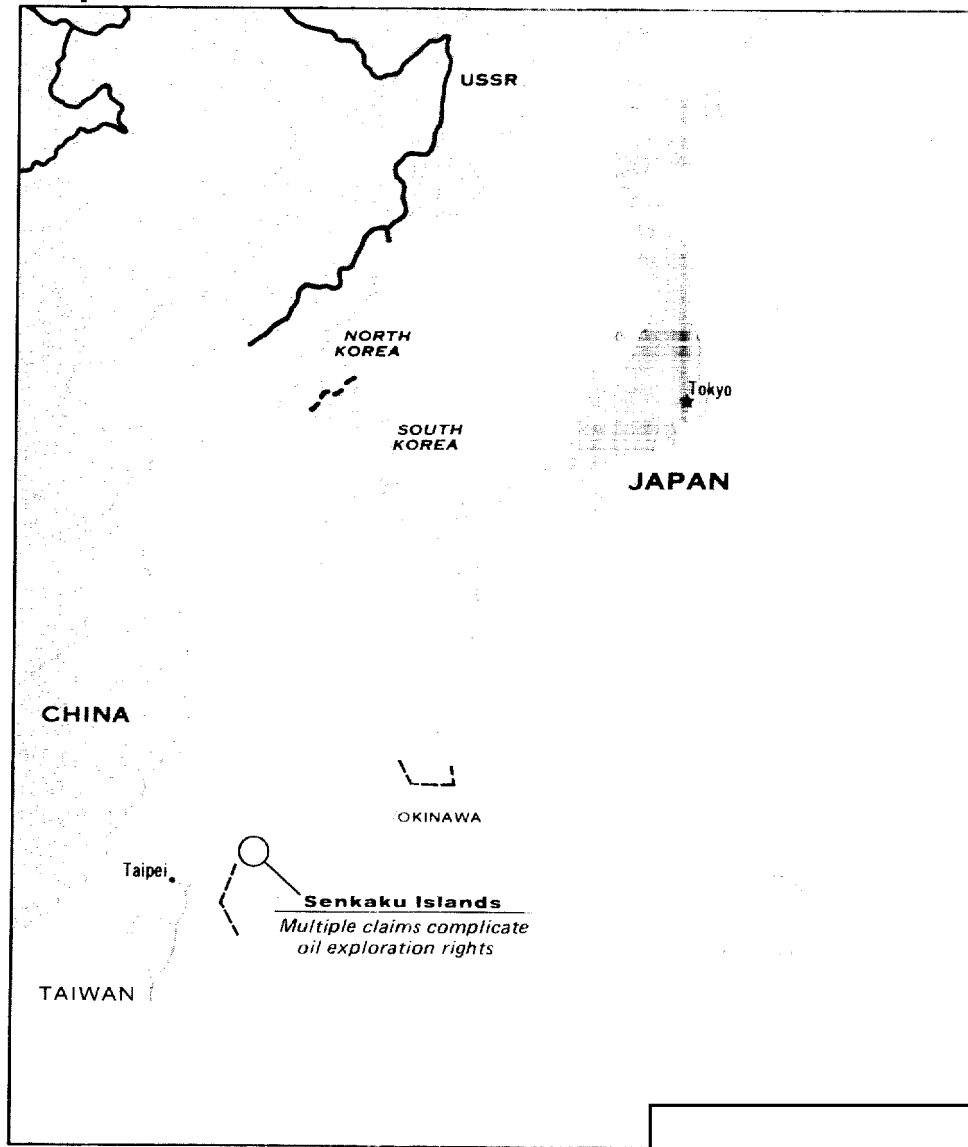 USSR
NORTH
KOREA
Tokyo
SOUTH
KOREA
JAPAN
CHINA
OKINAWA
Taipei
Senkaku Islands
Multiple claims complicate
oil exploration rights
TAIWAN